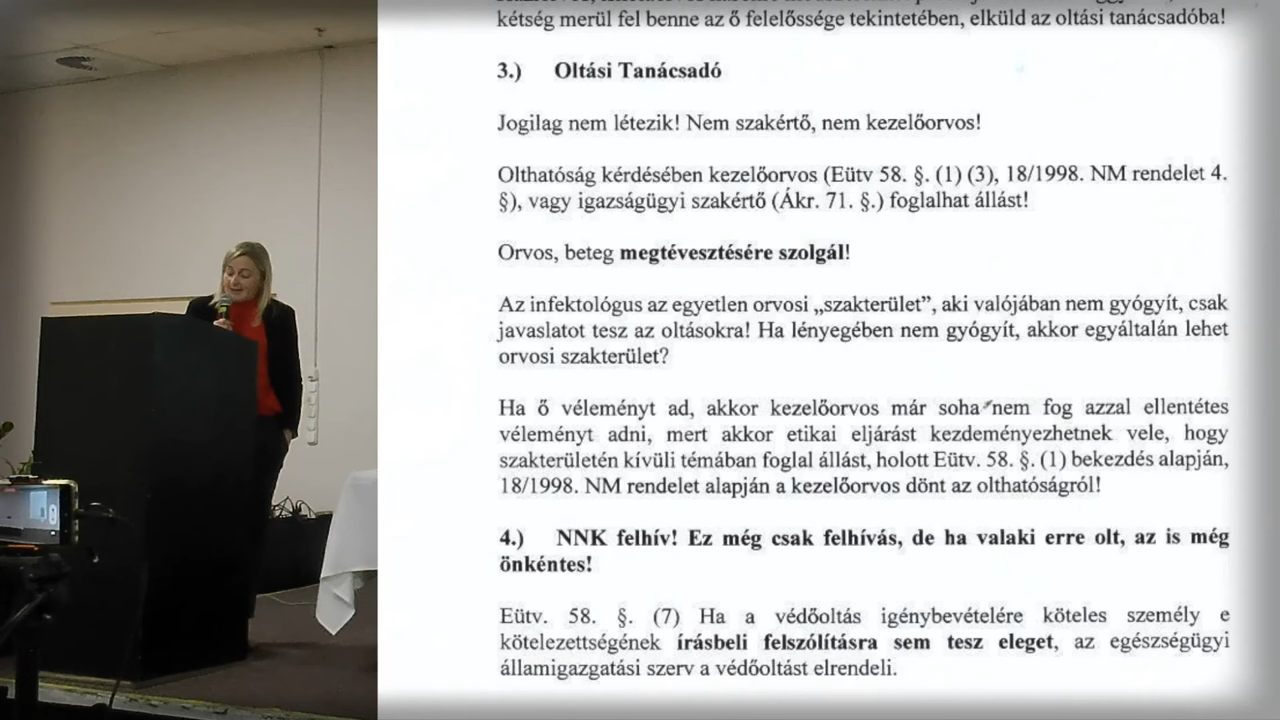 kétség merül fel benne az ő felelőssége tekintetében, elküld az oltási tanácsadóba!
3.) Oltási Tanácsadó
Jogilag nem létezik! Nem szakértő, nem kezelőorvos!
Olthatóság kérdésében kezelőorvos (Eütv 58. §. (1) (3), 18/1998. NM rendelet 4.
§), vagy igazságügyi szakértő (Ákr. 71. §.) foglalhat állást!
Orvos, beteg megtévesztésére szolgál!
Az infektológus az egyetlen orvosi „szakterület”, aki valójában nem gyógyít, csak
javaslatot tesz az oltásokra! Ha lényegében nem gyógyít, akkor egyáltalán lehet
orvosi szakterület?
Ha ő véleményt ad, akkor kezelőorvos már soha nem fog azzal ellentétes
véleményt adni, mert akkor etikai eljárást kezdeményezhetnek vele, hogy
szakterületén kívüli témában foglal állást, holott Eütv. 58. §. (1) bekezdés alapján,
18/1998. NM rendelet alapján a kezelőorvos dönt az olthatóságról!
4.) NNK felhív! Ez még csak felhívás, de ha valaki erre olt, az is még
önkéntes!
Eütv. 58. §. (7) Ha a védőoltás igénybevételére köteles személy e
kötelezettségének írásbeli felszólításra sem tesz eleget, az egészségügyi
államigazgatási szerv a védőoltást elrendeli.